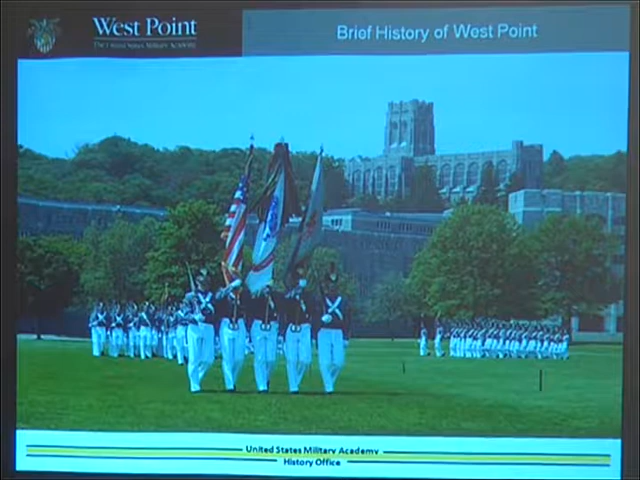 West Point
The United States Military Academy
Brief History of West Point
United States Military Academy
History Office